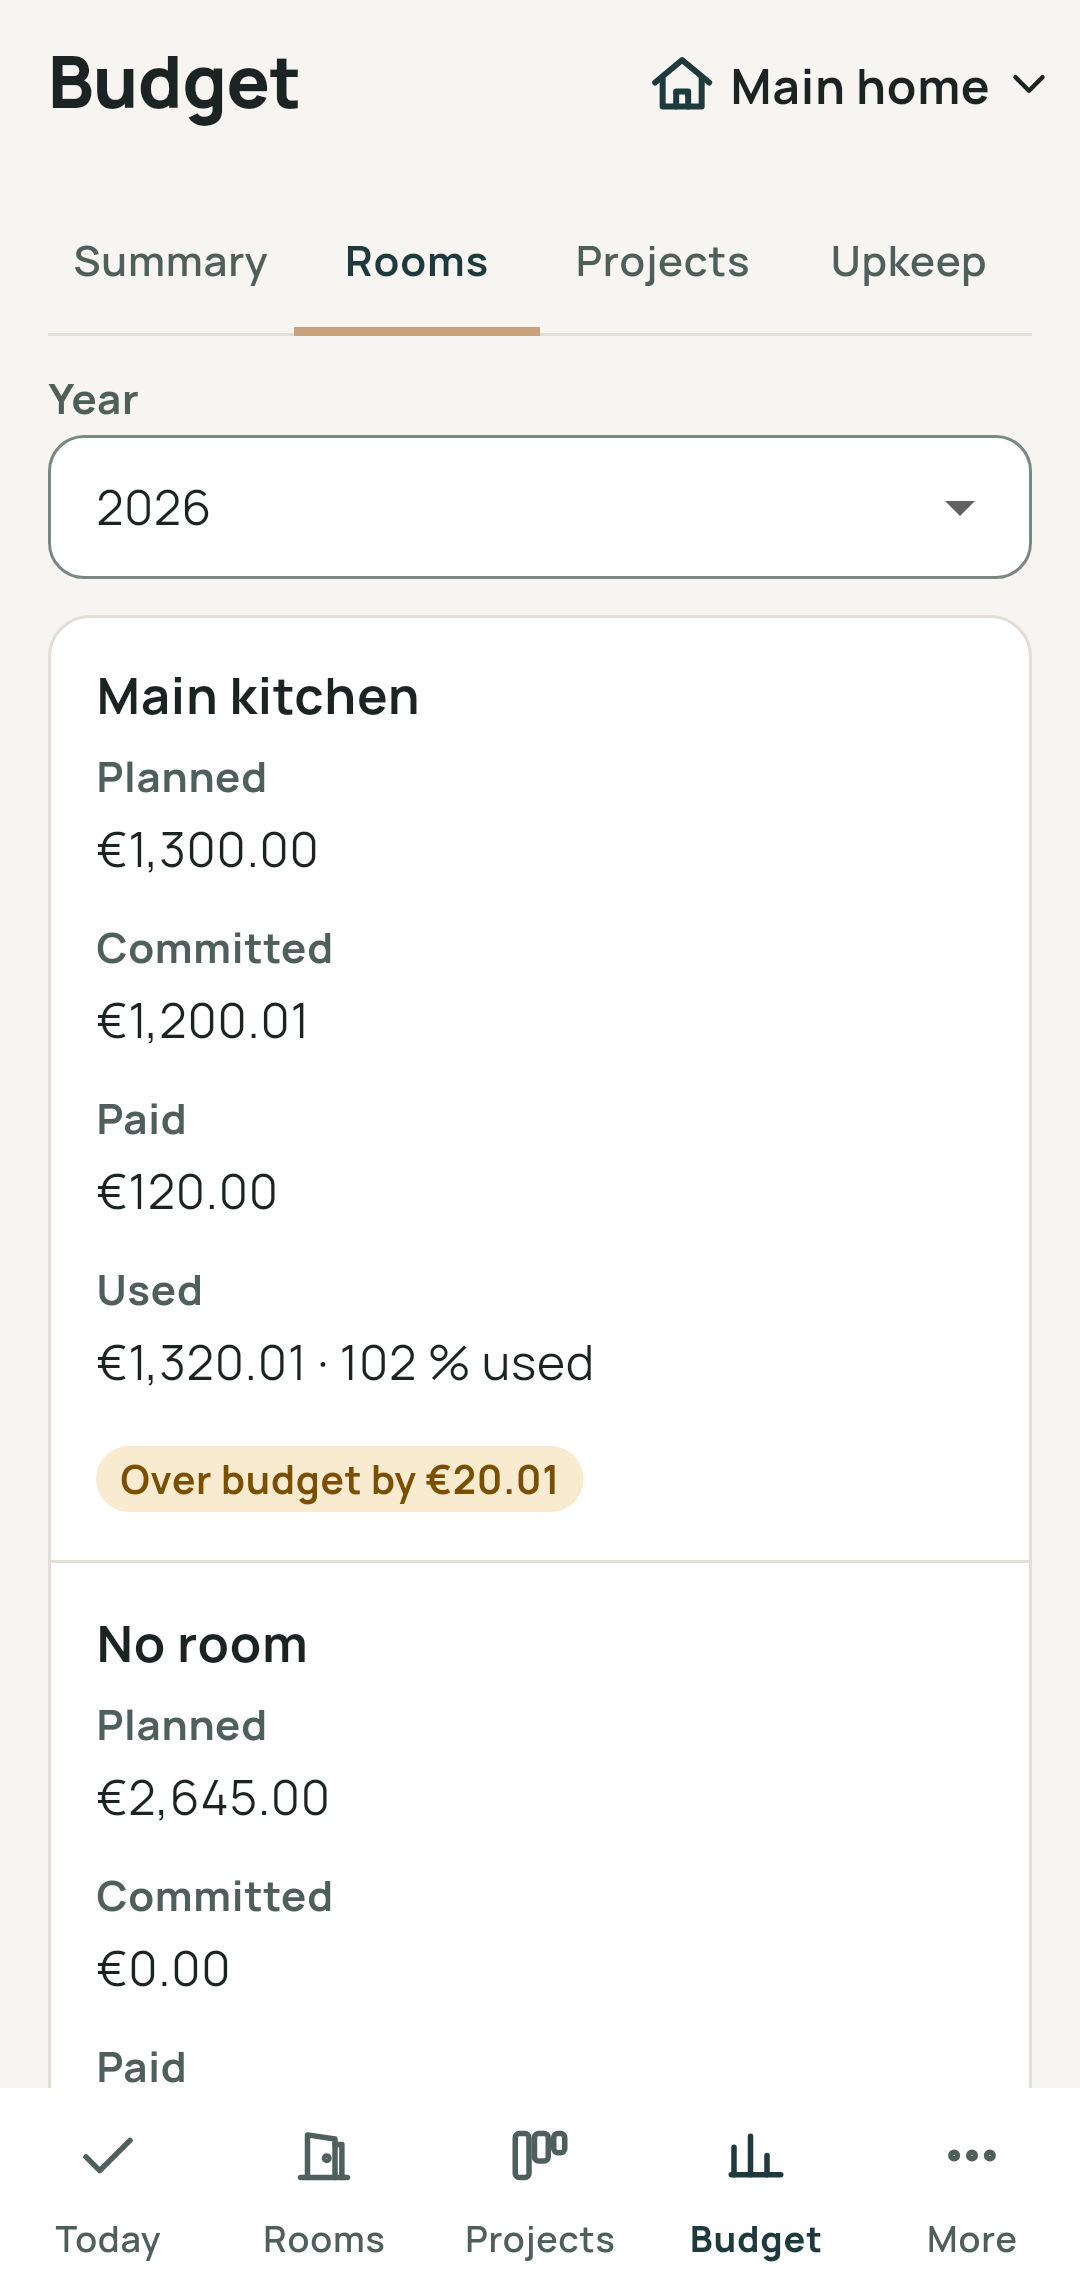 Budget
Main home
Summary
Rooms
Projects
Upkeep
Year
2026
Main kitchen
Planned
€1,300.00
Committed
€1,200.01
Paid
€120.00
Used
€1,320.01 · 102 % used
Over budget by €20.01
No room
Planned
€2,645.00
Committed
€0.00
Paid
Today
Rooms
Projects
Budget
More